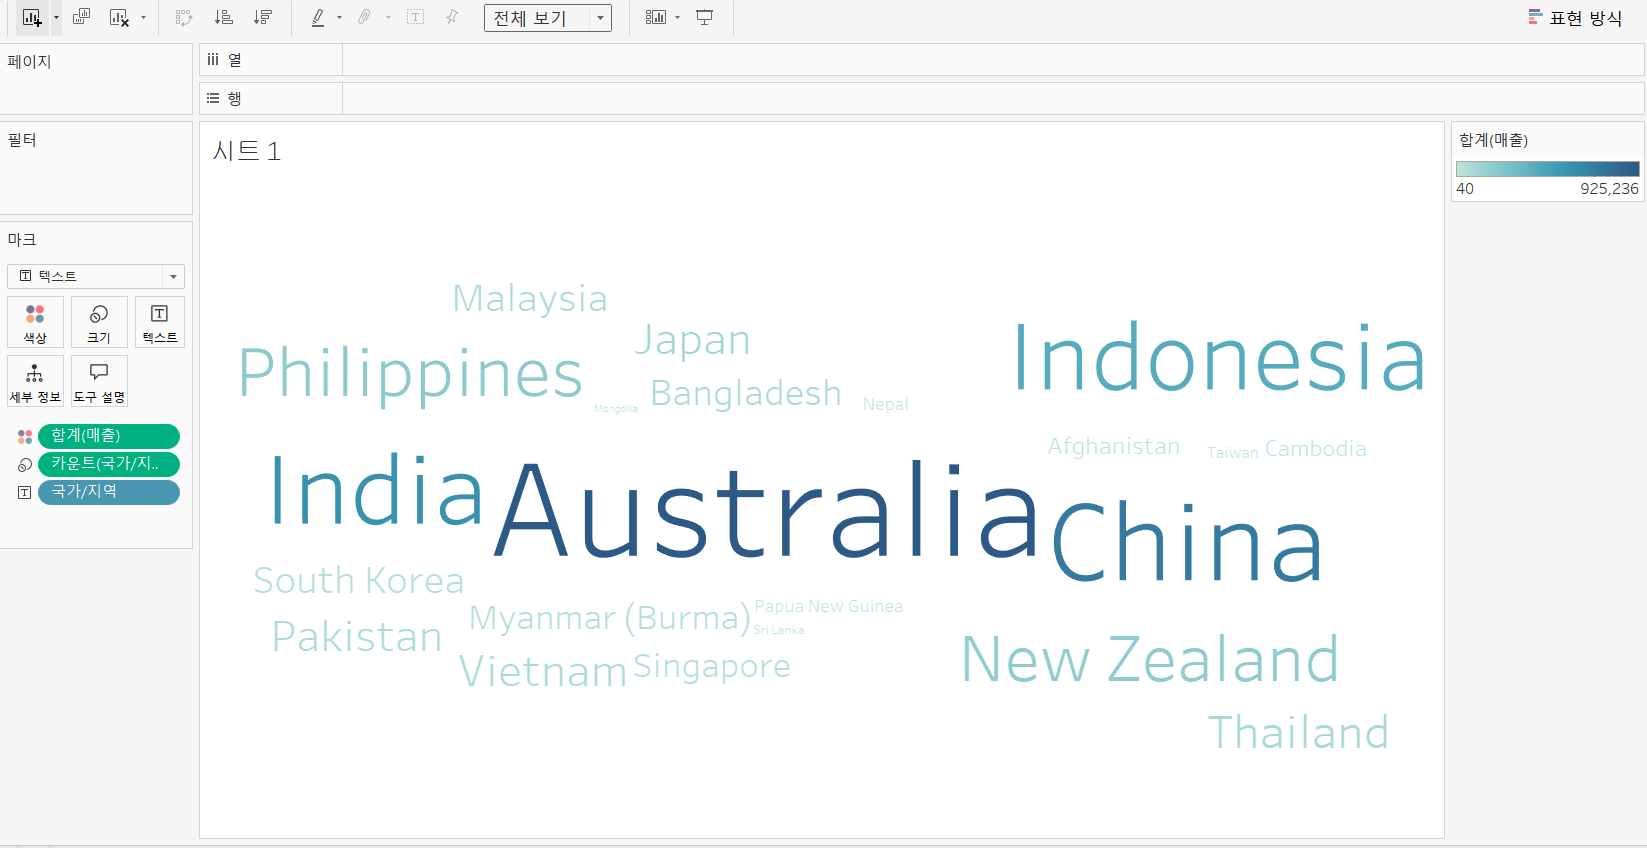 전체 보기
표현 방식
페이지
열
행
필터
시트 1
합계(매출)
40 925,236
마크
텍스트
색상 크기 텍스트
세부 정보 도구 설명
합계(매출)
카운트(국가/지..
국가/지역
Malaysia
Japan
Philippines
Indonesia
Bangladesh
Nepal
Mongolia
Afghanistan
Taiwan
Cambodia
India
Australia
China
South Korea
Myanmar (Burma)
Papua New Guinea
Sri Lanka
Pakistan
Vietnam
Singapore
New Zealand
Thailand